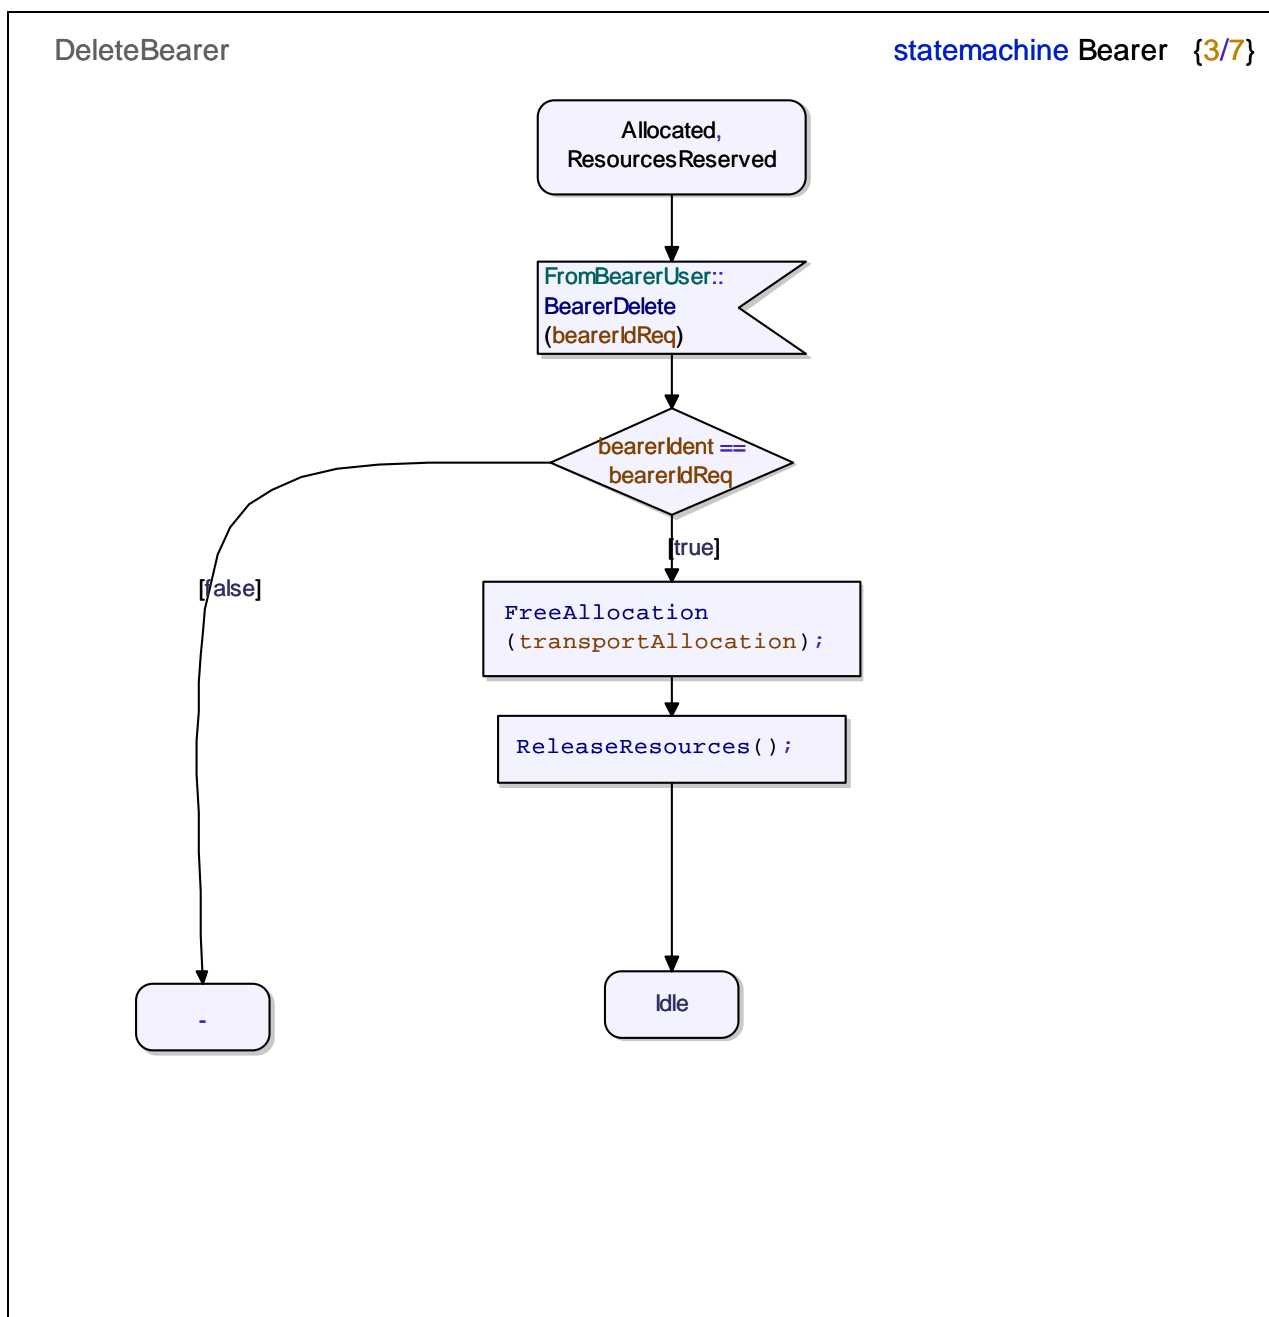 DeleteBearer
statemachine Bearer {3/7}
Allocated,
ResourcesReserved
FromBearerUser::
BearerDelete
(bearerIdReq)
bearerIdent ==
bearerIdReq
[true]
[false]
FreeAllocation
(transportAllocation);
ReleaseResources();
Idle
-